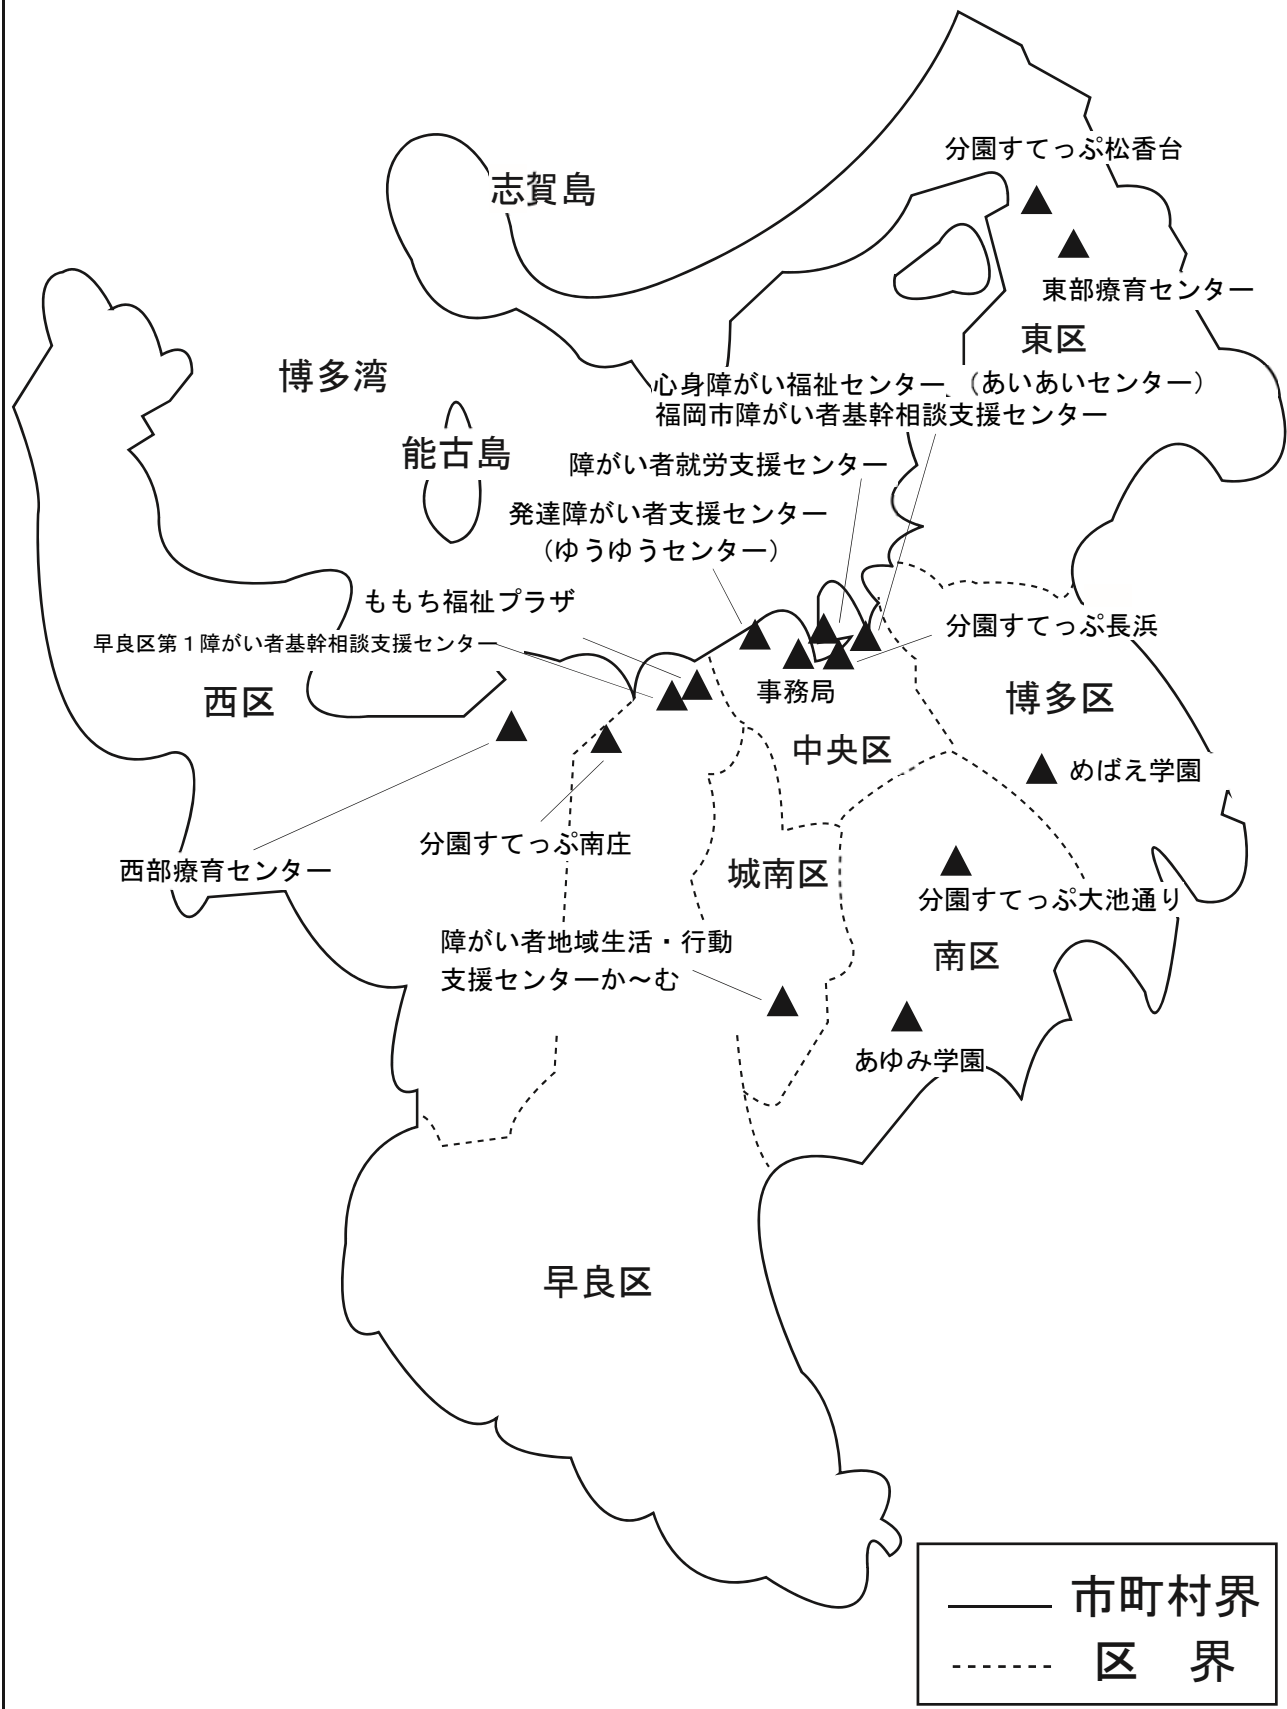 分園すてっぷ松香台
志賀島
東部療育センター
東区
博多湾
心身障がい福祉センター（あいあいセンター）
福岡市障がい者基幹相談支援センター
能古島
障がい者就労支援センター
発達障がい者支援センター
（ゆうゆうセンター）
ももち福祉プラザ
分園すてっぷ長浜
早良区第１障がい者基幹相談支援センター
西区
事務局
博多区
中央区
めばえ学園
分園すてっぷ南庄
西部療育センター
城南区
分園すてっぷ大池通り
障がい者地域生活・行動
支援センターか～む
南区
あゆみ学園
早良区
市町村界
区　界